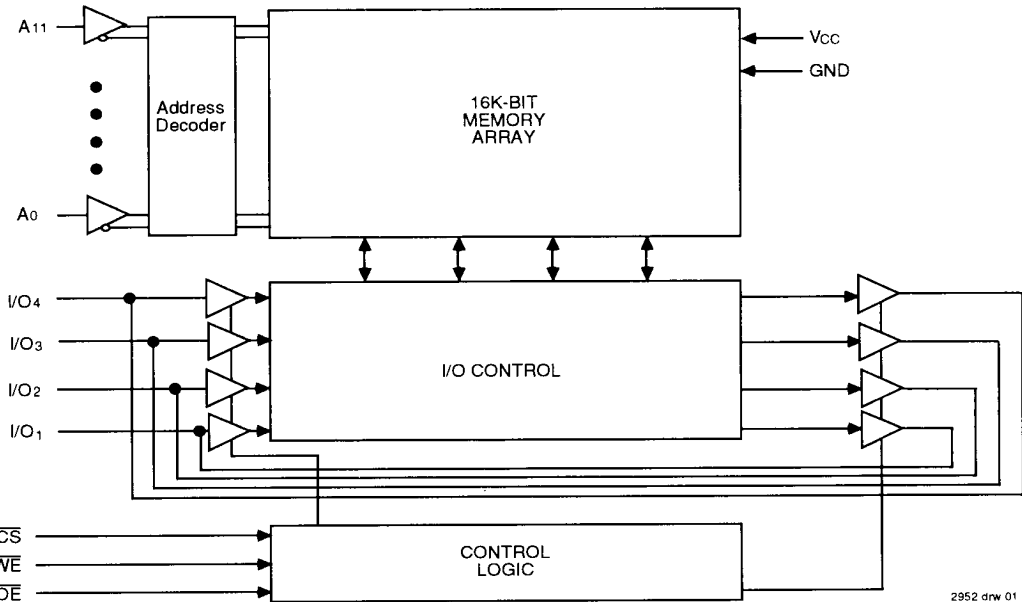 A11
VCC
GND
16K-BIT
MEMORY
ARRAY
Address
Decoder
A0
I/O4
I/O3
I/O2
I/O1
I/O CONTROL
CS
WE
OE
CONTROL
LOGIC
2952 drw 01